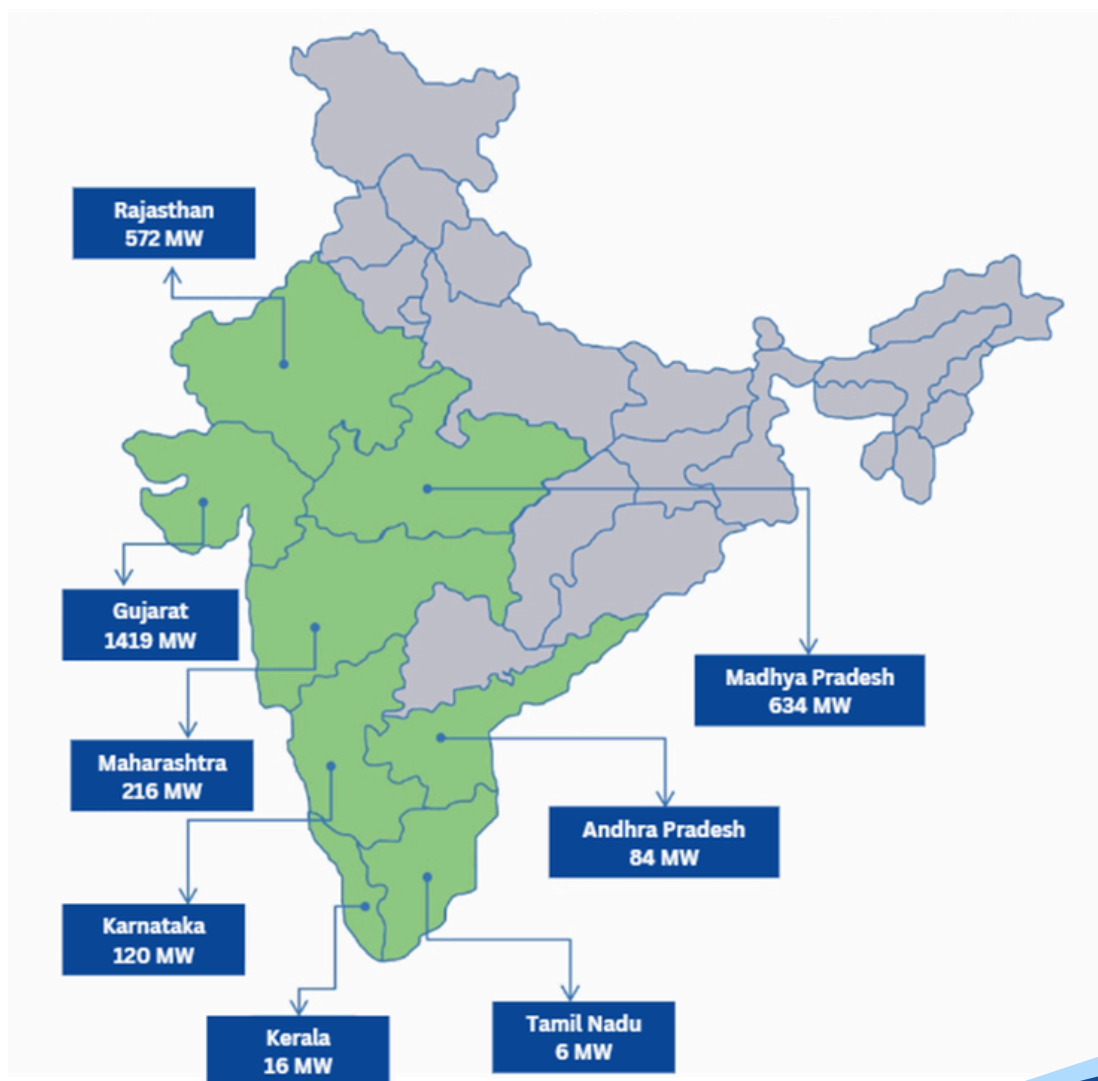 Rajasthan
572 MW
Gujarat
1419 MW
Madhya Pradesh
634 MW
Maharashtra
216 MW
Andhra Pradesh
84 MW
Karnataka
120 MW
Tamil Nadu
6 MW
Kerala
16 MW